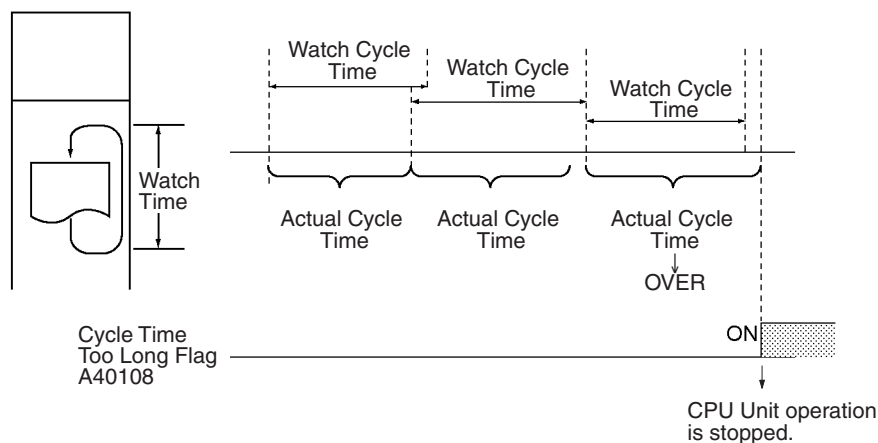 Watch Cycle
Time
Watch Cycle
Time
Watch Cycle
Time
Watch
Time
Actual Cycle
Time
Actual Cycle
Time
Actual Cycle
Time
OVER
Cycle Time
Too Long Flag
A40108
ON
CPU Unit operation
is stopped.